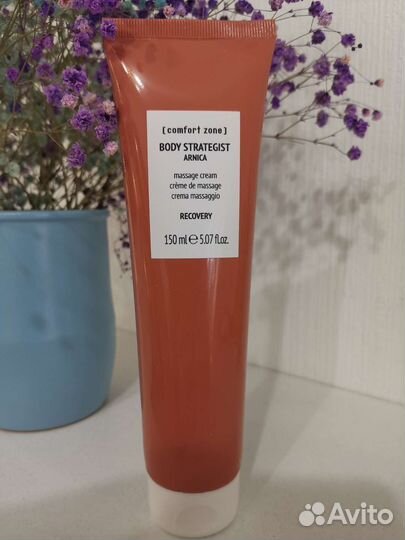 [ comfort zone ]
BODY STRATEGIST
ARNICA
massage cream
crème de massage
crema massaggio
RECOVERY
150 ml ℮ 5.07 fl.oz.
Avito